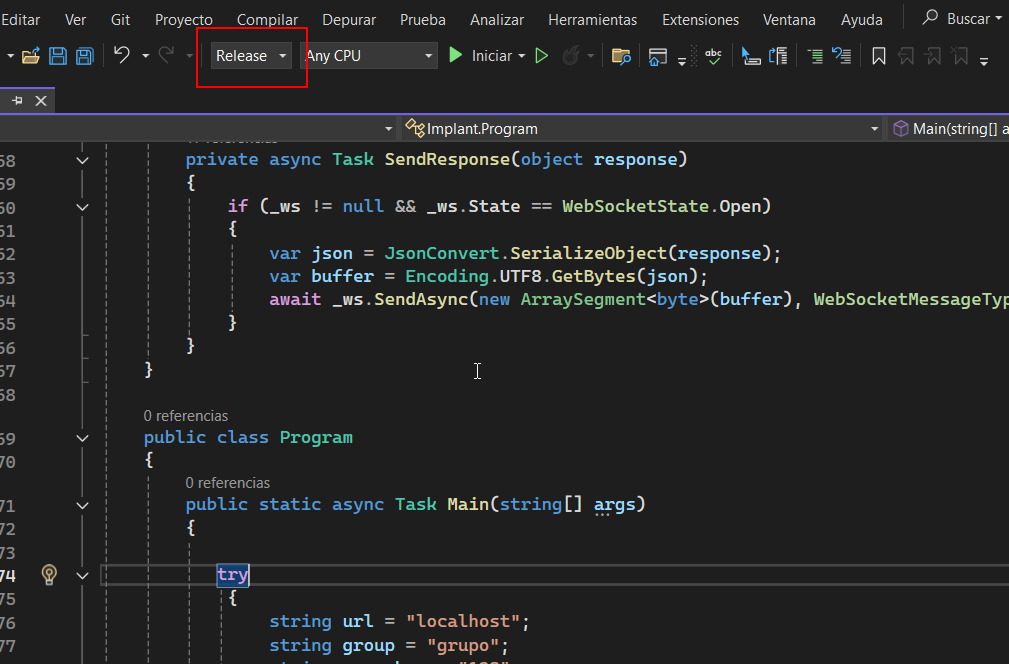 Editar Ver Git Proyecto Compilar Depurar Prueba Analizar Herramientas Extensiones Ventana Ayuda Buscar
Release Any CPU Iniciar abc
Implant.Program Main(string[] a
58 private async Task SendResponse(object response)
59 {
60 if (_ws != null && _ws.State == WebSocketState.Open)
61 {
62 var json = JsonConvert.SerializeObject(response);
63 var buffer = Encoding.UTF8.GetBytes(json);
64 await _ws.SendAsync(new ArraySegment<byte>(buffer), WebSocketMessageTyp
65 }
66 }
67 }
68
0 referencias
69 public class Program
70 {
0 referencias
71 public static async Task Main(string[] args)
72 {
73
74 try
75 {
76 string url = "localhost";
77 string group = "grupo";